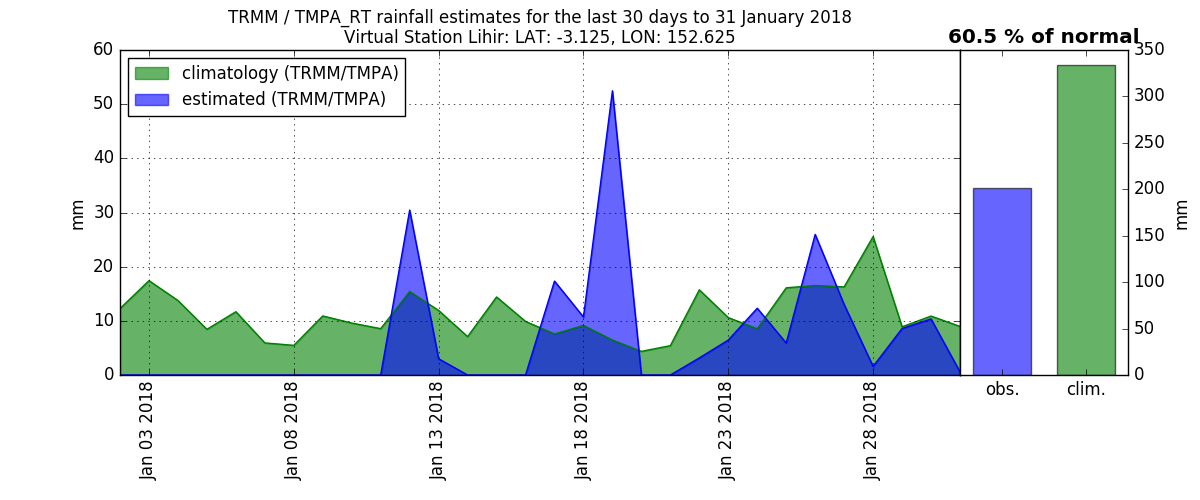 TRMM / TMPA_RT rainfall estimates for the last 30 days to 31 January 2018
Virtual Station Lihir: LAT: -3.125, LON: 152.625
60.5 % of normal
climatology (TRMM/TMPA)
estimated (TRMM/TMPA)
60
50
40
30
20
10
0
mm
Jan 03 2018
Jan 08 2018
Jan 13 2018
Jan 18 2018
Jan 23 2018
Jan 28 2018
350
300
250
200
150
100
50
0
mm
obs.
clim.